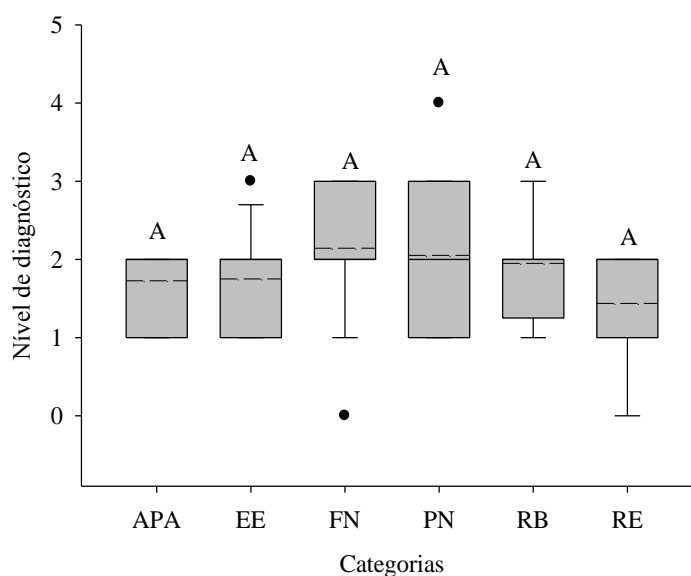 5
A
4
A
A
A
A
A
3
2
1
0
Nível de diagnóstico
APA EE FN PN RB RE
Categorias